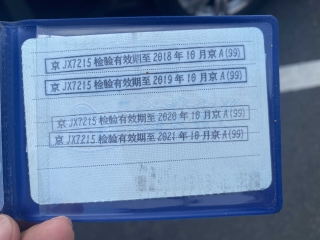 京 JX7215 检验有效期至 2018 年 10 月京 A(99)
京 JX7215 检验有效期至 2019 年 10 月京 A(99)
京 JX7215 检验有效期至 2020 年 10 月京 A(99)
京 JX7215 检验有效期至 2021 年 10 月京 A(99)